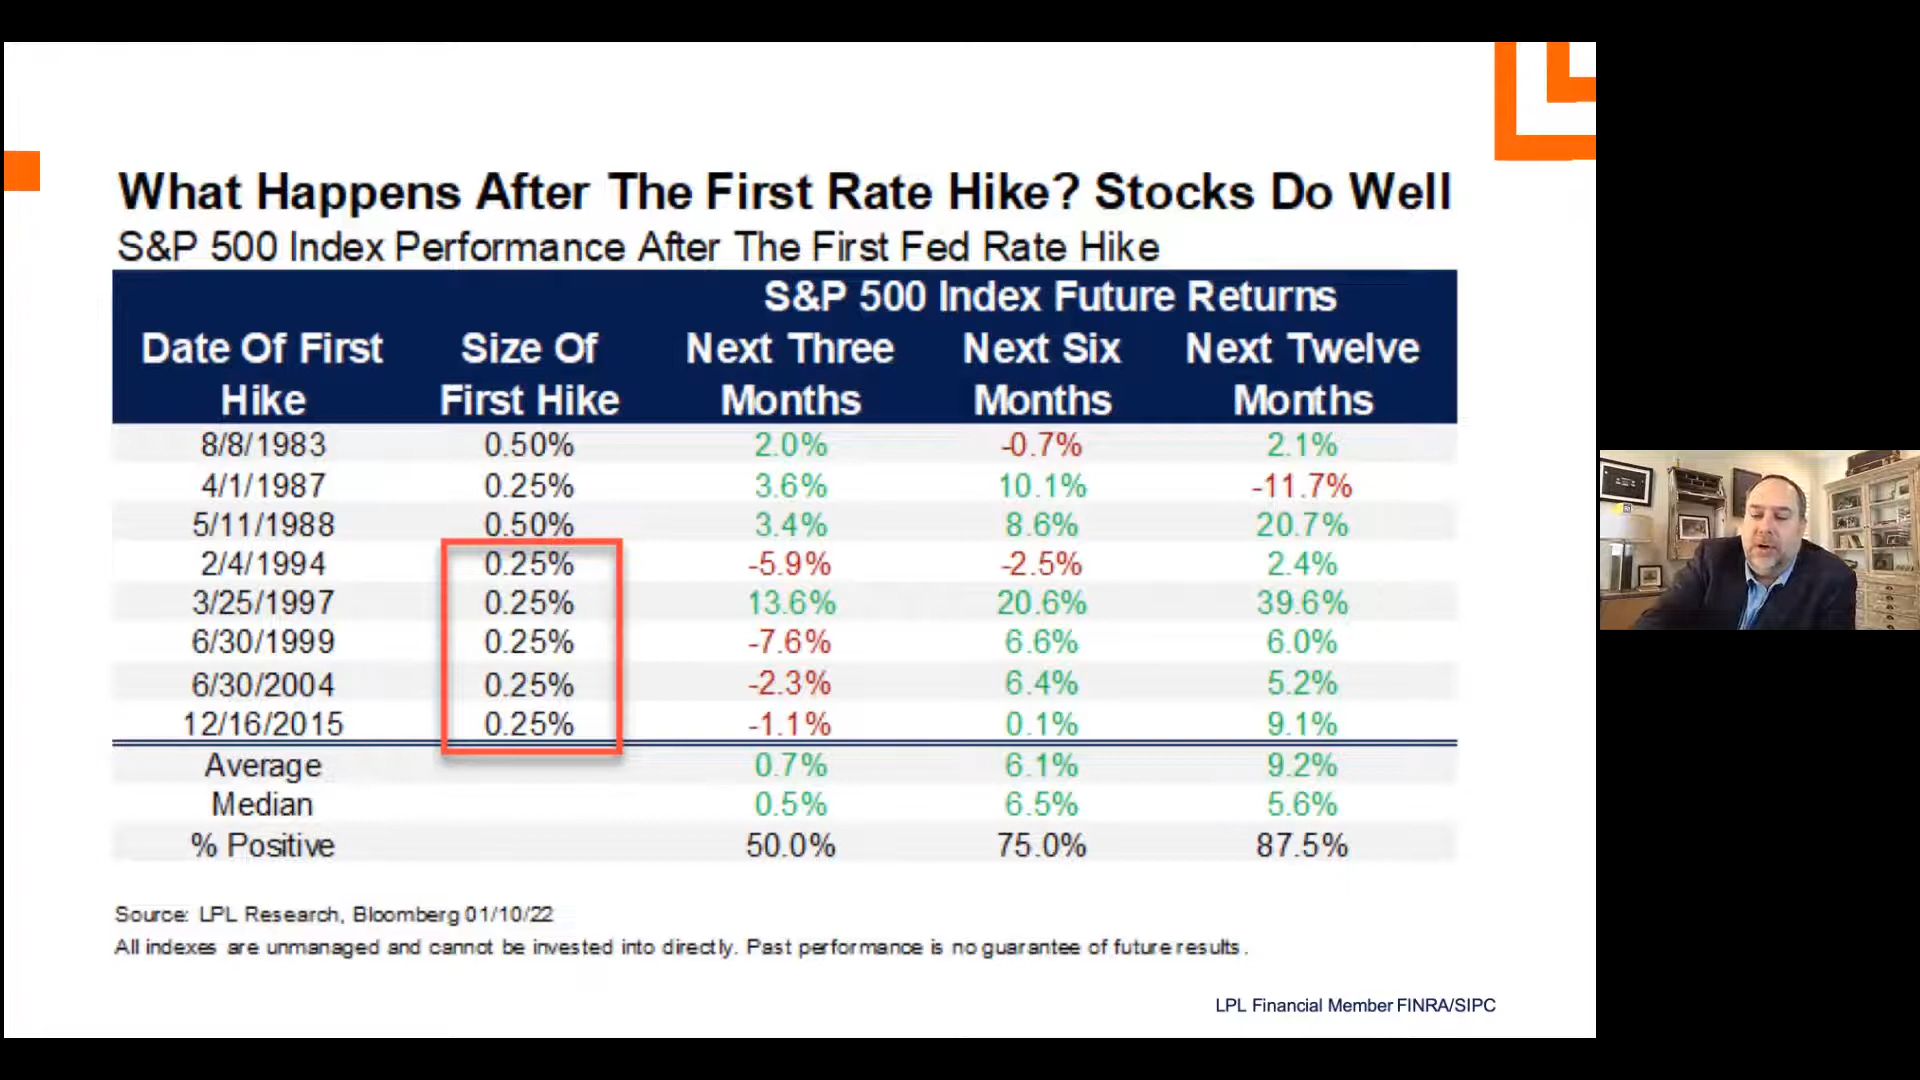 What Happens After The First Rate Hike? Stocks Do Well
S&P 500 Index Performance After The First Fed Rate Hike
S&P 500 Index Future Returns
Date Of First Hike Size Of First Hike Next Three Months Next Six Months Next Twelve Months
8/8/1983 0.50% 2.0% -0.7% 2.1%
4/1/1987 0.25% 3.6% 10.1% -11.7%
5/11/1988 0.50% 3.4% 8.6% 20.7%
2/4/1994 0.25% -5.9% -2.5% 2.4%
3/25/1997 0.25% 13.6% 20.6% 39.6%
6/30/1999 0.25% -7.6% 6.6% 6.0%
6/30/2004 0.25% -2.3% 6.4% 5.2%
12/16/2015 0.25% -1.1% 0.1% 9.1%
Average 0.7% 6.1% 9.2%
Median 0.5% 6.5% 5.6%
% Positive 50.0% 75.0% 87.5%
Source: LPL Research, Bloomberg 01/10/22
All indexes are unmanaged and cannot be invested into directly. Past performance is no guarantee of future results.
LPL Financial Member FINRA/SIPC